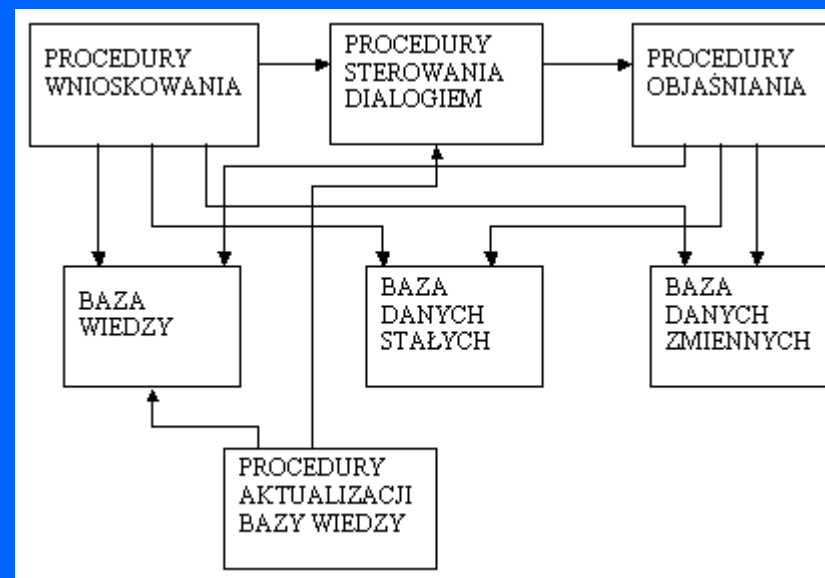 PROCEDURY
WNIOSKOWANIA
PROCEDURY
STEROWANIA
DIALOGIEM
PROCEDURY
OBJAŚNIANIA
BAZA
WIEDZY
BAZA
DANYCH
STAŁYCH
BAZA
DANYCH
ZMIENNYCH
PROCEDURY
AKTUALIZACJI
BAZY WIEDZY